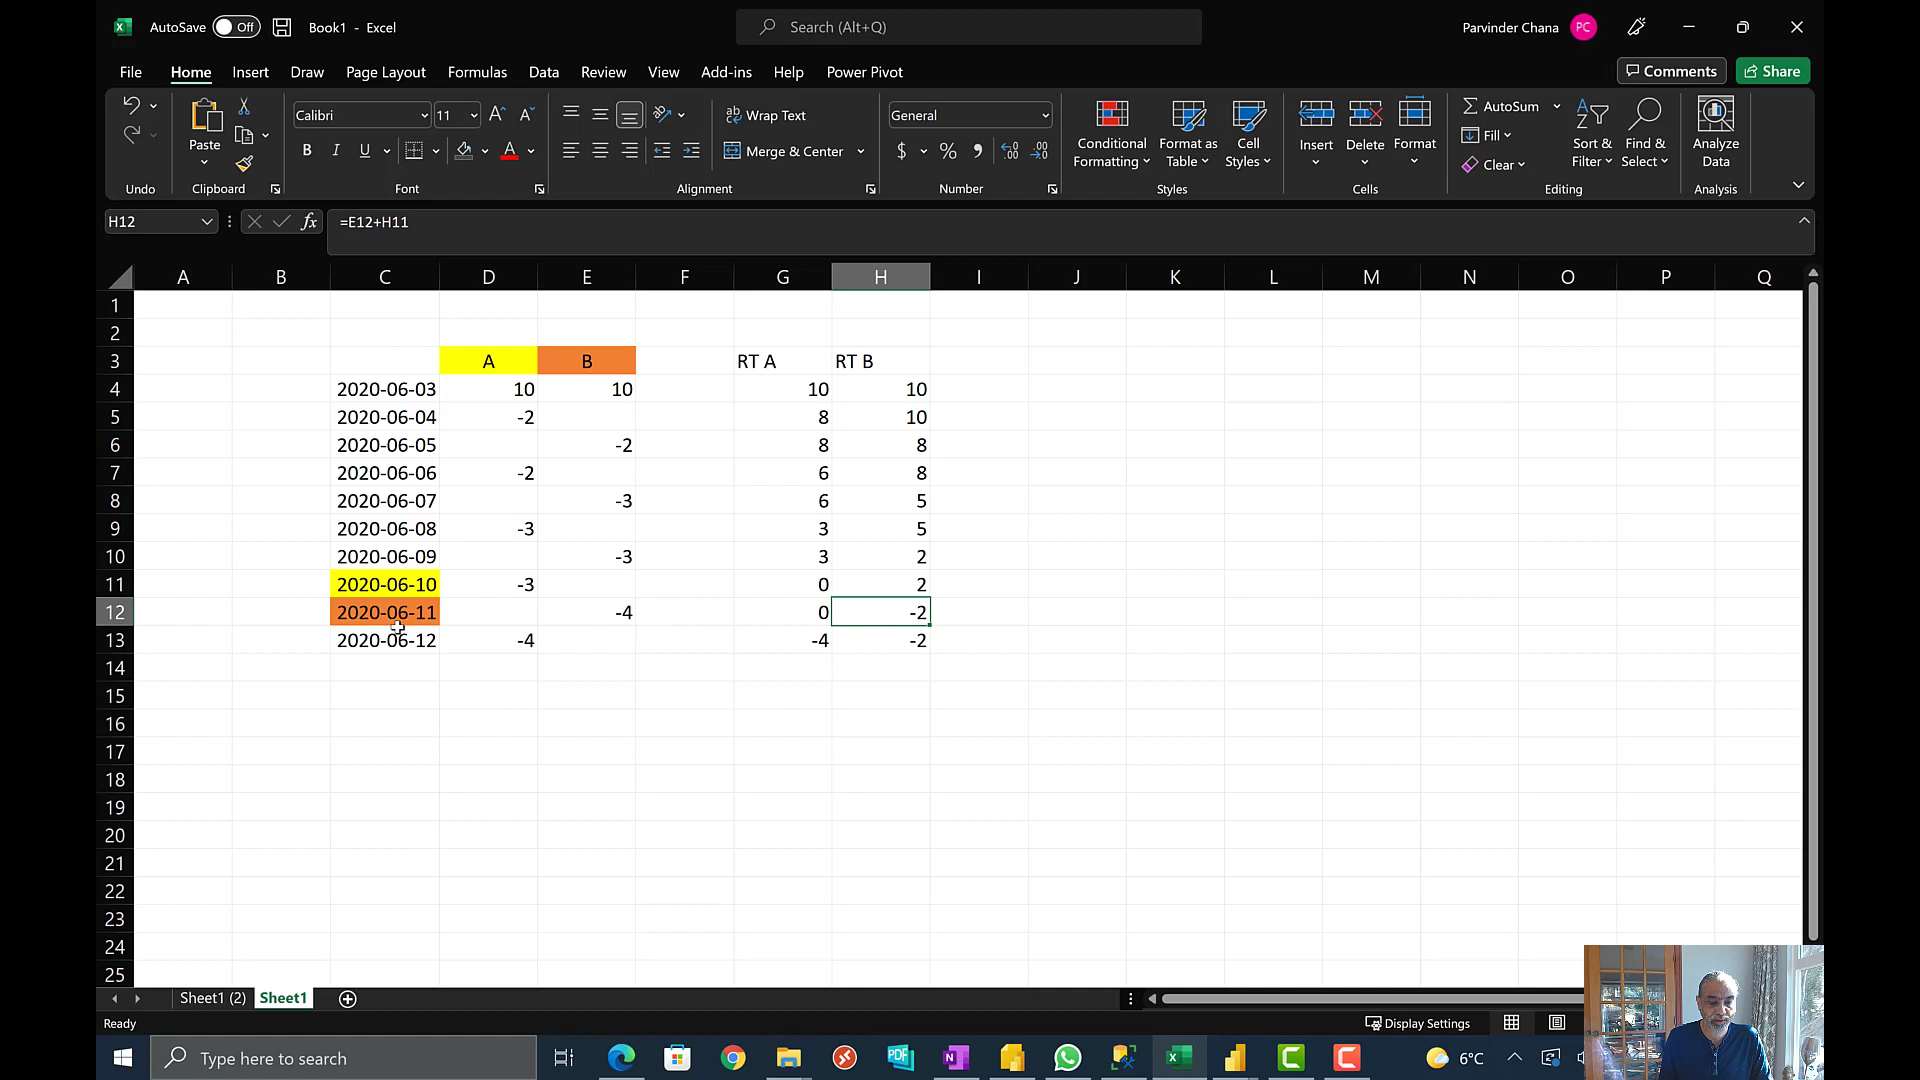 AutoSave Off Book1 - Excel Search (Alt+Q) Parvinder Chana PC
File Home Insert Draw Page Layout Formulas Data Review View Add-ins Help Power Pivot Comments Share
Paste Calibri 11 Wrap Text General Conditional Formatting Format as Table Cell Styles Insert Delete Format AutoSum Fill Clear Sort & Filter Find & Select Analyze Data
B I U A Merge & Center $ % ,
Undo Clipboard Font Alignment Number Styles Cells Editing Analysis
H12 fx =E12+H11
A B C D E F G H I J K L M N O P Q
1
2
3 A B RT A RT B
4 2020-06-03 10 10 10 10
5 2020-06-04 -2 8 10
6 2020-06-05 -2 8 8
7 2020-06-06 -2 6 8
8 2020-06-07 -3 6 5
9 2020-06-08 -3 3 5
10 2020-06-09 -3 3 2
11 2020-06-10 -3 0 2
12 2020-06-11 -4 0 -2
13 2020-06-12 -4 -4 -2
14
15
16
17
18
19
20
21
22
23
24
25
Sheet1 (2) Sheet1
Ready Display Settings
Type here to search PDF N 6°C